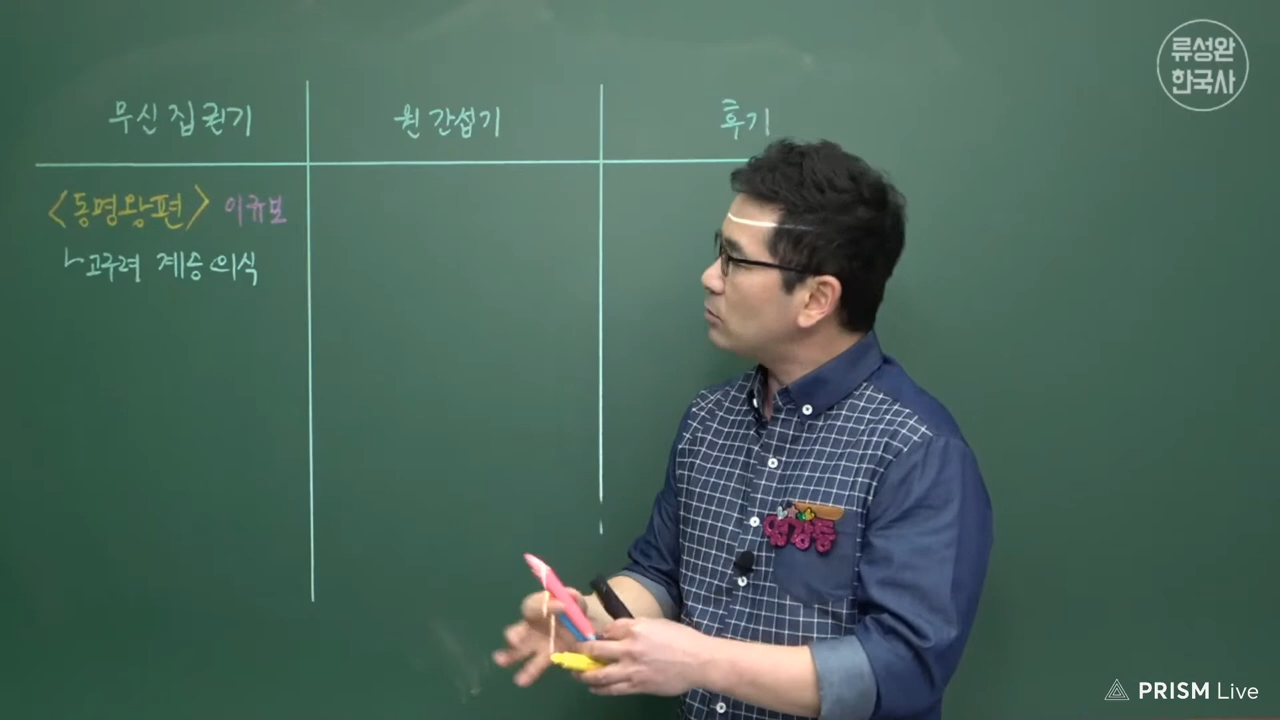 류성완
한국사
무신 집권기
원 간섭기
후기
<동명왕편> 이규보
ㄴ고구려 계승 의식
PRISM Live